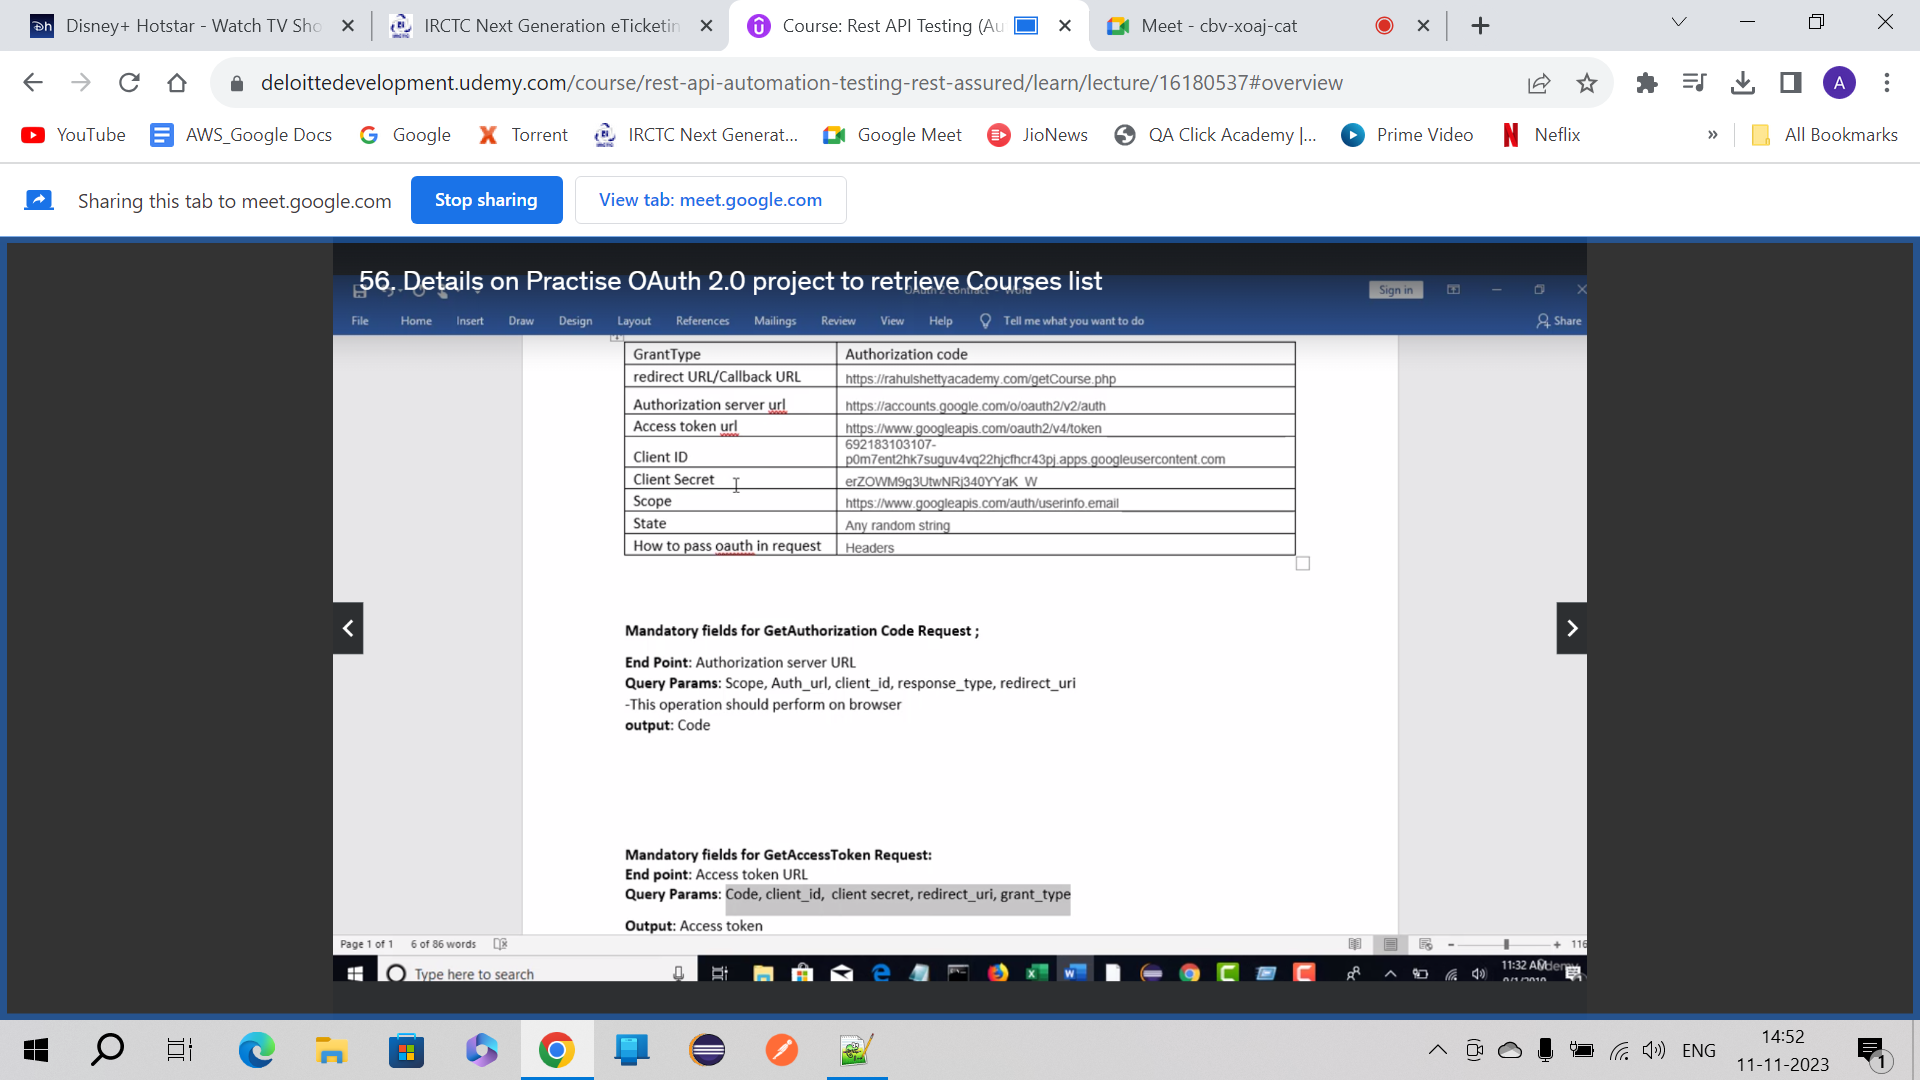 Disney+ Hotstar - Watch TV Sho
IRCTC Next Generation eTicketin
Course: Rest API Testing (Au
Meet - cbv-xoaj-cat
deloittedevelopment.udemy.com/course/rest-api-automation-testing-rest-assured/learn/lecture/16180537#overview
A
YouTube
AWS_Google Docs
Google
Torrent
IRCTC Next Generat...
Google Meet
JioNews
QA Click Academy |...
Prime Video
Neflix
»
All Bookmarks
Sharing this tab to meet.google.com
Stop sharing
View tab: meet.google.com
56. Details on Practise OAuth 2.0 project to retrieve Courses list
Sign in
File Home Insert Draw Design Layout References Mailings Review View Help Tell me what you want to do
Share
GrantType Authorization code
redirect URL/Callback URL https://rahulshettyacademy.com/getCourse.php
Authorization server url https://accounts.google.com/o/oauth2/v2/auth
Access token url https://www.googleapis.com/oauth2/v4/token
Client ID 692183103107-
p0m7ent2hk7suguv4vq22hjcfhcr43pj.apps.googleusercontent.com
Client Secret erZOWM9g3UtwNRj340YYaK_W
Scope https://www.googleapis.com/auth/userinfo.email
State Any random string
How to pass oauth in request Headers
Mandatory fields for GetAuthorization Code Request ;
End Point: Authorization server URL
Query Params: Scope, Auth_url, client_id, response_type, redirect_uri
-This operation should perform on browser
output: Code
Mandatory fields for GetAccessToken Request:
End point: Access token URL
Query Params: Code, client_id, client secret, redirect_uri, grant_type
Output: Access token
Page 1 of 1 6 of 86 words
116
Type here to search
11:32 AM
ENG
14:52
11-11-2023
1